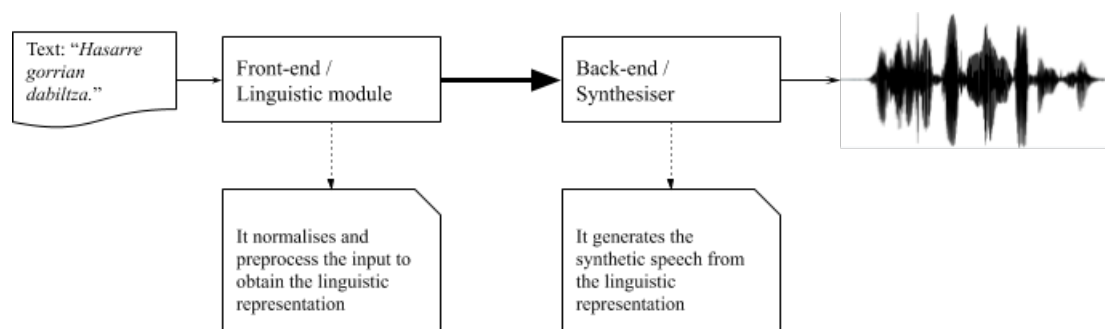 Text: “Hasarre
gorrian
dabiltza.”
Front-end /
Linguistic module
Back-end /
Synthesiser
It normalises and
preprocess the input to
obtain the linguistic
representation
It generates the
synthetic speech from
the linguistic
representation